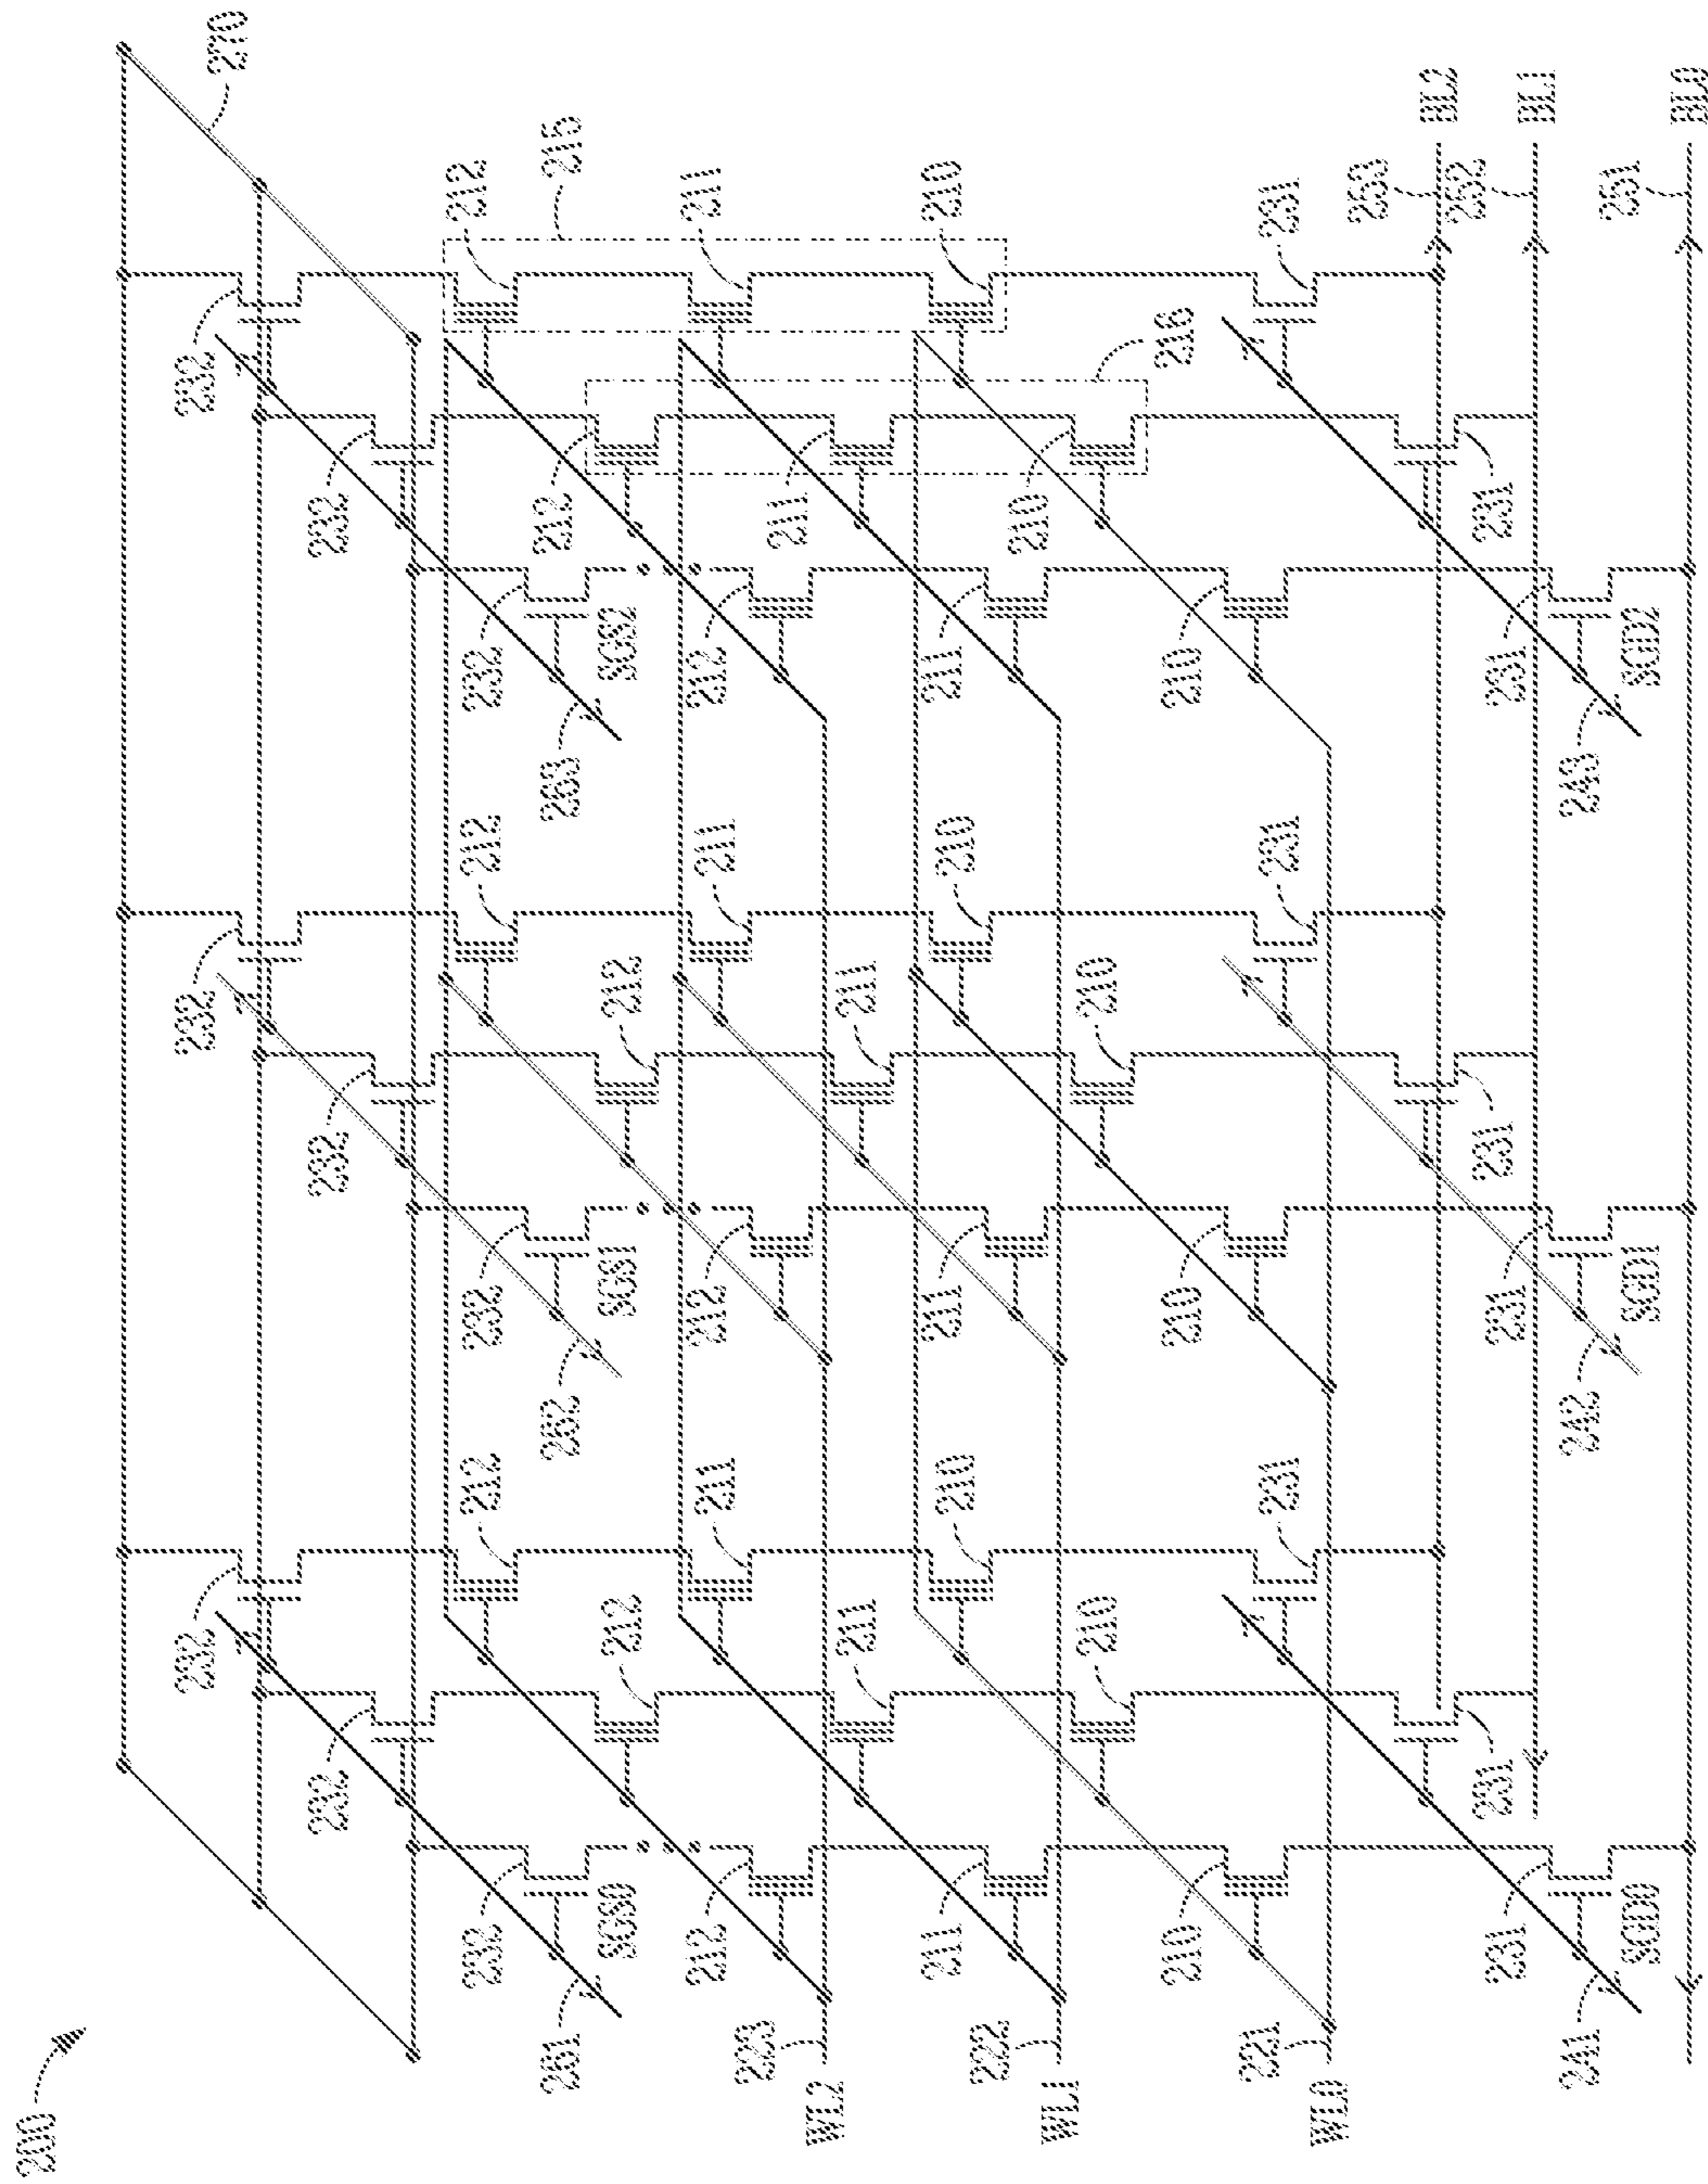 200
232 232 232
270
232 232 232
232 212 232 212 232 212
261 262 263 212 215
SGS0 212 SGS1 212 SGS2
212 211 212 211 212 211
223
211
WL2
211 211
211 210 211 210 211 210
222
210
WL1
210 210
210 210 210 216
221 231 231 231
WL0
253
BL2
252
231 231 231
231 231 231
BL1
241 242 243
251
SGD0 SGD1 SGD2
BL0